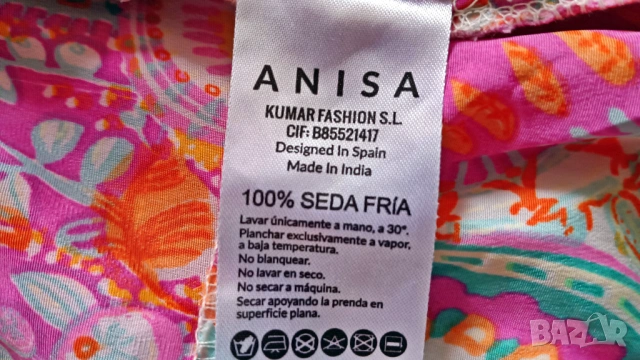 ANISA
KUMAR FASHION S.L.
CIF: B85521417
Designed In Spain
Made In India
100% SEDA FRÍA
Lavar únicamente a mano, a 30°.
Planchar exclusivamente a vapor,
a baja temperatura.
No blanquear.
No lavar en seco.
No secar a máquina.
Secar apoyando la prenda en
superficie plana.
BAZAR